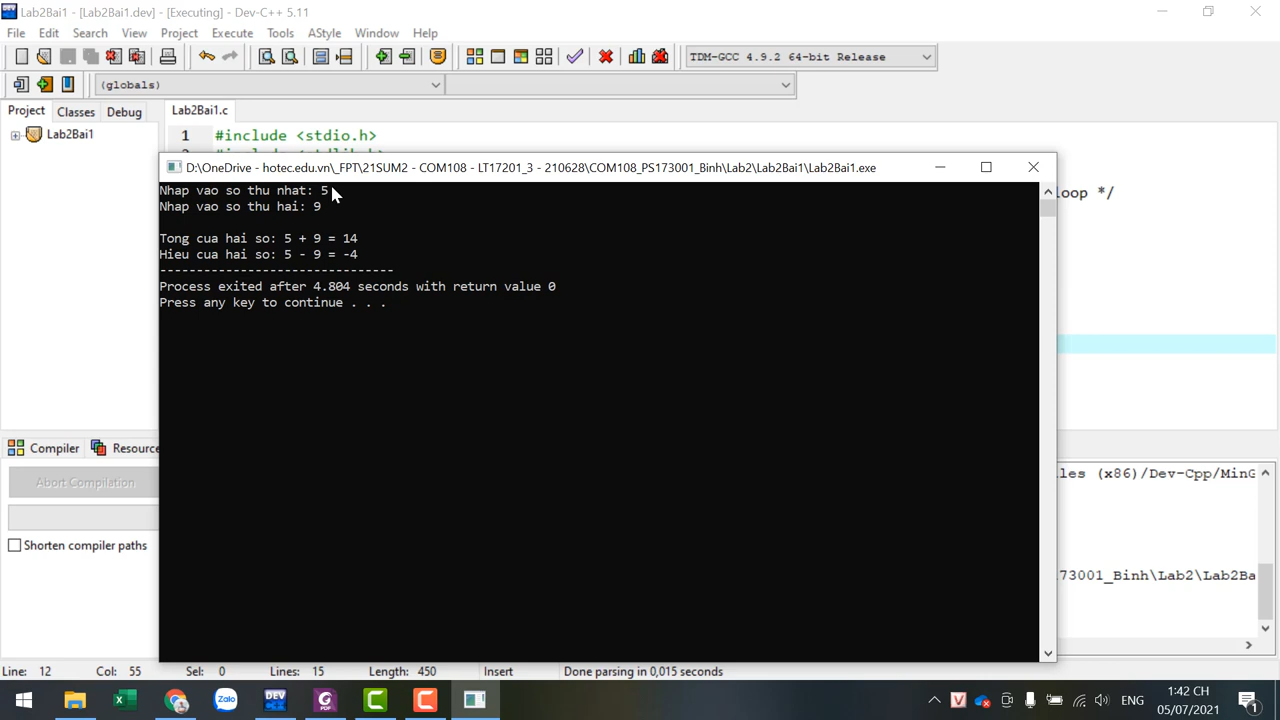 Lab2Bai1 - [Lab2Bai1.dev] - [Executing] - Dev-C++ 5.11
File Edit Search View Project Execute Tools AStyle Window Help
TDM-GCC 4.9.2 64-bit Release
(globals)
Project Classes Debug
Lab2Bai1.c
Lab2Bai1
1 #include <stdio.h>
D:\OneDrive - hotec.edu.vn\_FPT\21SUM2 - COM108 - LT17201_3 - 210628\COM108_PS173001_Binh\Lab2\Lab2Bai1\Lab2Bai1.exe
loop */
Nhap vao so thu nhat: 5
Nhap vao so thu hai: 9
Tong cua hai so: 5 + 9 = 14
Hieu cua hai so: 5 - 9 = -4
--------------------------------
Process exited after 4.804 seconds with return value 0
Press any key to continue . . .
Compiler Resource
Abort Compilation
les (x86)/Dev-Cpp/MinG
Shorten compiler paths
73001_Binh\Lab2\Lab2Ba
Line: 12 Col: 55 Sel: 0 Lines: 15 Length: 450 Insert Done parsing in 0,015 seconds
Zalo DEV PDF C C
V ENG 1:42 CH
05/07/2021
1